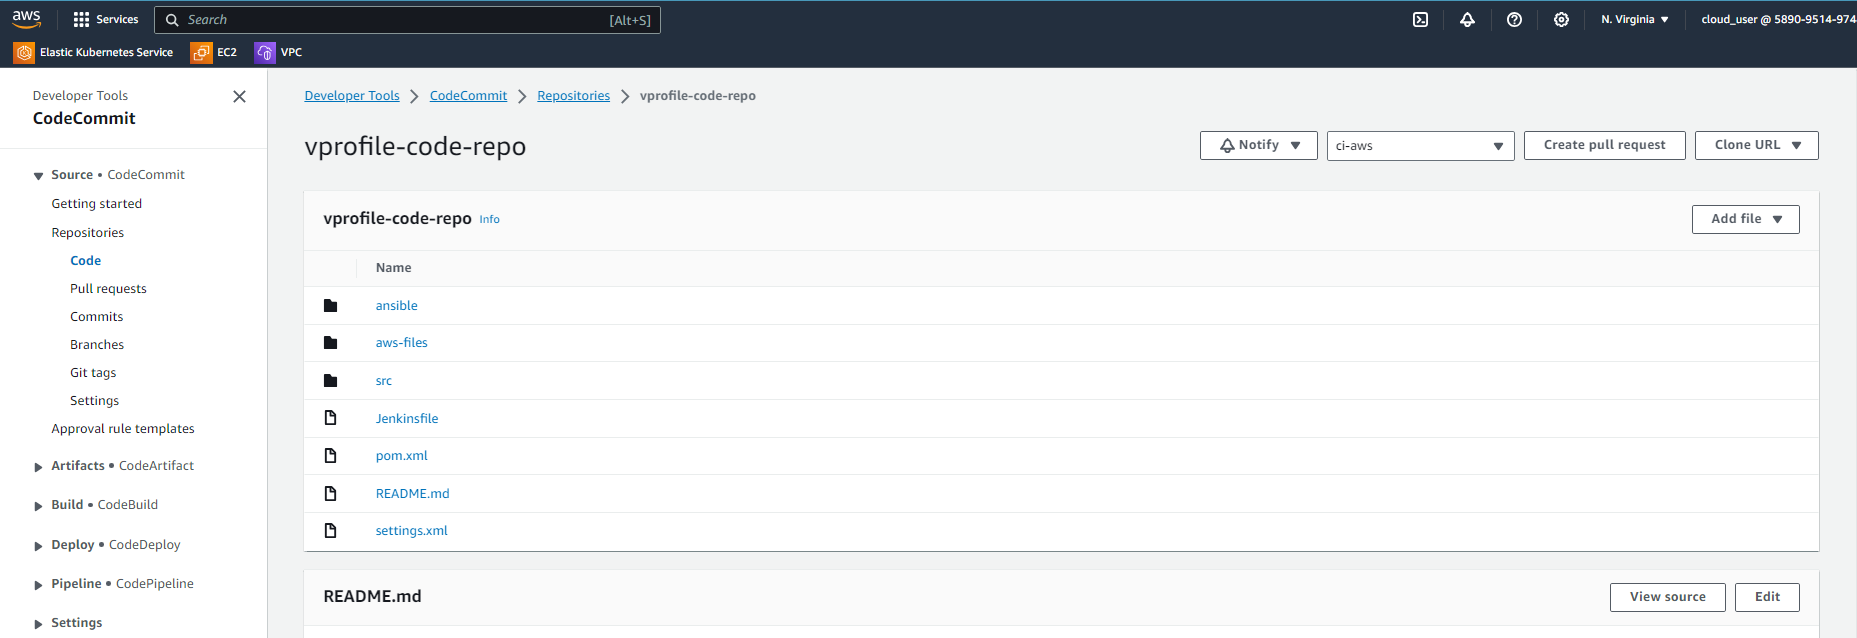 aws
Services
Search
[Alt+S]
N. Virginia
cloud_user @ 5890-9514-974
Elastic Kubernetes Service
EC2
VPC
Developer Tools
CodeCommit
Source • CodeCommit
Getting started
Repositories
Code
Pull requests
Commits
Branches
Git tags
Settings
Approval rule templates
Artifacts • CodeArtifact
Build • CodeBuild
Deploy • CodeDeploy
Pipeline • CodePipeline
Settings
Developer Tools > CodeCommit > Repositories > vprofile-code-repo
vprofile-code-repo
Notify
ci-aws
Create pull request
Clone URL
vprofile-code-repo Info
Add file
Name
ansible
aws-files
src
Jenkinsfile
pom.xml
README.md
settings.xml
README.md
View source
Edit